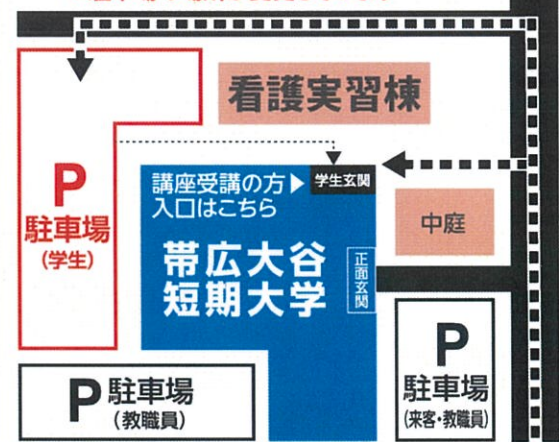 看護実習棟
P
駐車場
(学生)
講座受講の方▶
入口はこちら
学生玄関
帯広大谷
短期大学
正面玄関
中庭
P 駐車場
(教職員)
P
駐車場
(来客・教職員)